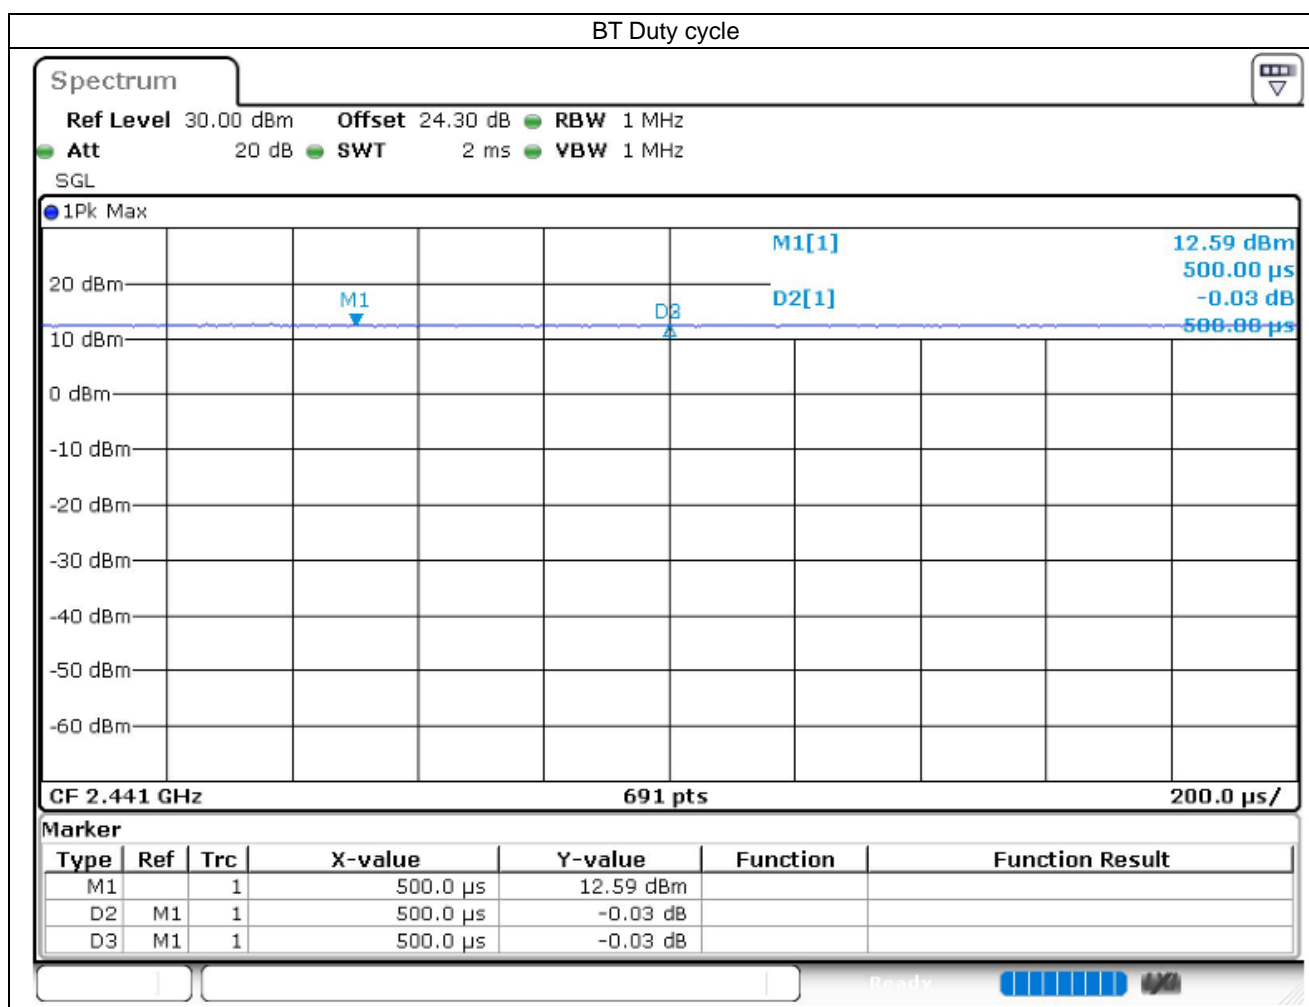 BT Duty cycle
Spectrum
Ref Level 30.00 dBm Offset 24.30 dB RBW 1 MHz
Att 20 dB SWT 2 ms VBW 1 MHz
SGL
1Pk Max
M1[1] 12.59 dBm
500.00 µs
20 dBm
M1
D2[1] -0.03 dB
500.00 µs
10 dBm
0 dBm
-10 dBm
-20 dBm
-30 dBm
-40 dBm
-50 dBm
-60 dBm
CF 2.441 GHz 691 pts 200.0 µs/
Marker
Type Ref Trc X-value Y-value Function Function Result
M1 1 500.0 µs 12.59 dBm
D2 M1 1 500.0 µs -0.03 dB
D3 M1 1 500.0 µs -0.03 dB
Ready